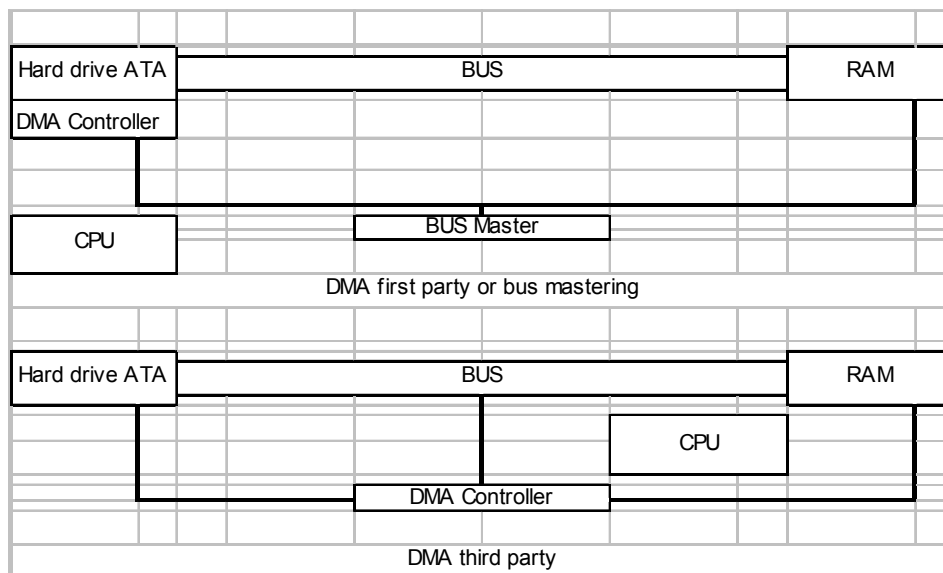 Hard drive ATA
BUS
RAM
DMA Controller
BUS Master
CPU
DMA first party or bus mastering
Hard drive ATA
BUS
RAM
CPU
DMA Controller
DMA third party